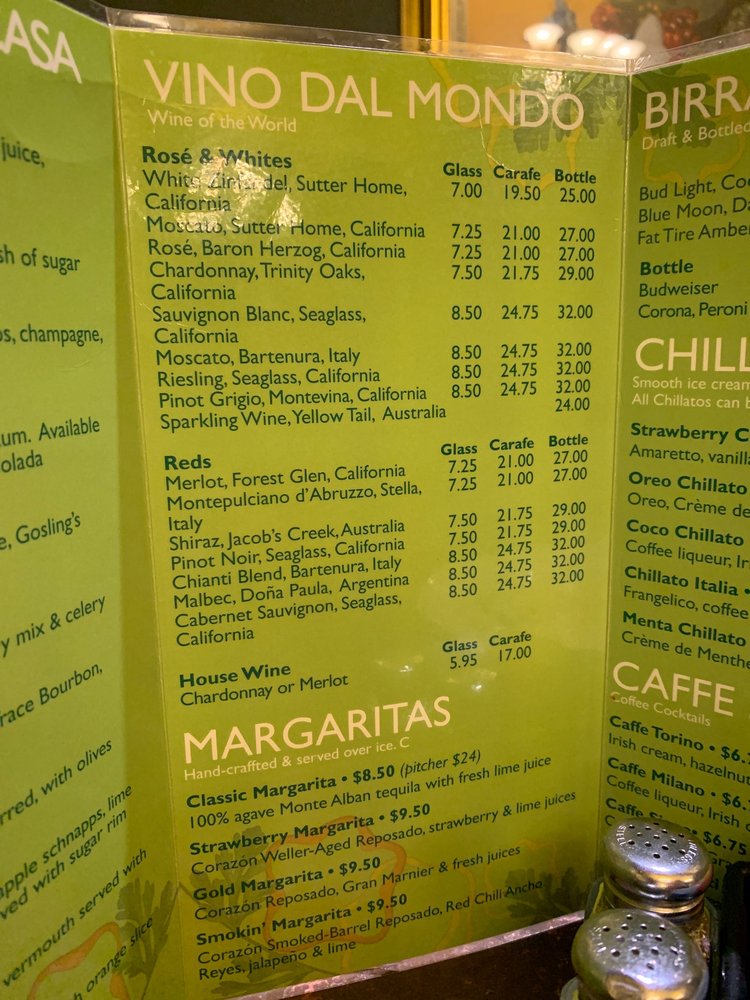 ASA
juice,
sh of sugar
os, champagne,
um. Available
olada
e, Gosling's
y mix & celery
race Bourbon,
rred, with olives
apple schnapps, lime
ved with sugar rim
vermouth served with
h orange slice
VINO DAL MONDO
Wine of the World
Rosé & Whites Glass Carafe Bottle
White Zinfandel, Sutter Home, 7.00 19.50 25.00
California
Moscato, Sutter Home, California 7.25 21.00 27.00
Rosé, Baron Herzog, California 7.25 21.00 27.00
Chardonnay, Trinity Oaks, 7.50 21.75 29.00
California
Sauvignon Blanc, Seaglass, 8.50 24.75 32.00
California
Moscato, Bartenura, Italy 8.50 24.75 32.00
Riesling, Seaglass, California 8.50 24.75 32.00
Pinot Grigio, Montevina, California 8.50 24.75 32.00
Sparkling Wine, Yellow Tail, Australia 24.00
Reds Glass Carafe Bottle
Merlot, Forest Glen, California 7.25 21.00 27.00
Montepulciano d'Abruzzo, Stella, 7.25 21.00 27.00
Italy
Shiraz, Jacob's Creek, Australia 7.50 21.75 29.00
Pinot Noir, Seaglass, California 7.50 21.75 29.00
Chianti Blend, Bartenura, Italy 8.50 24.75 32.00
Malbec, Doña Paula, Argentina 8.50 24.75 32.00
Cabernet Sauvignon, Seaglass, 8.50 24.75 32.00
California
House Wine Glass Carafe
Chardonnay or Merlot 5.95 17.00
MARGARITAS
Hand-craffted & served over ice. C
Classic Margarita • $8.50 (pitcher $24)
100% agave Monte Alban tequila with fresh lime juice
Strawberry Margarita • $9.50
Corazón Weller-Aged Reposado, strawberry & lime juices
Gold Margarita • $9.50
Corazón Reposado, Gran Marnier & fresh juices
Smokin' Margarita • $9.50
Corazón Smoked-Barrel Reposado, Red Chili Ancho
Reyes, jalapeño & lime
BIRRA
Draft & Bottled
Bud Light, Coo
Blue Moon, Da
Fat Tire Amber
Bottle
Budweiser
Corona, Peroni
CHILL
Smooth ice cream
All Chillatos can b
Strawberry C
Amaretto, vanilla
Oreo Chillato
Oreo, Crème de
Coco Chillato
Coffee liqueur, Ir
Chillato Italia •
Frangelico, coffee
Menta Chillato
Crème de Menthe
CAFFE
Coffee Cocktails
Caffe Torino • $6.7
Irish cream, hazelnut
Caffe Milano • $6.
Coffee liqueur, Irish
Caffe $6.75